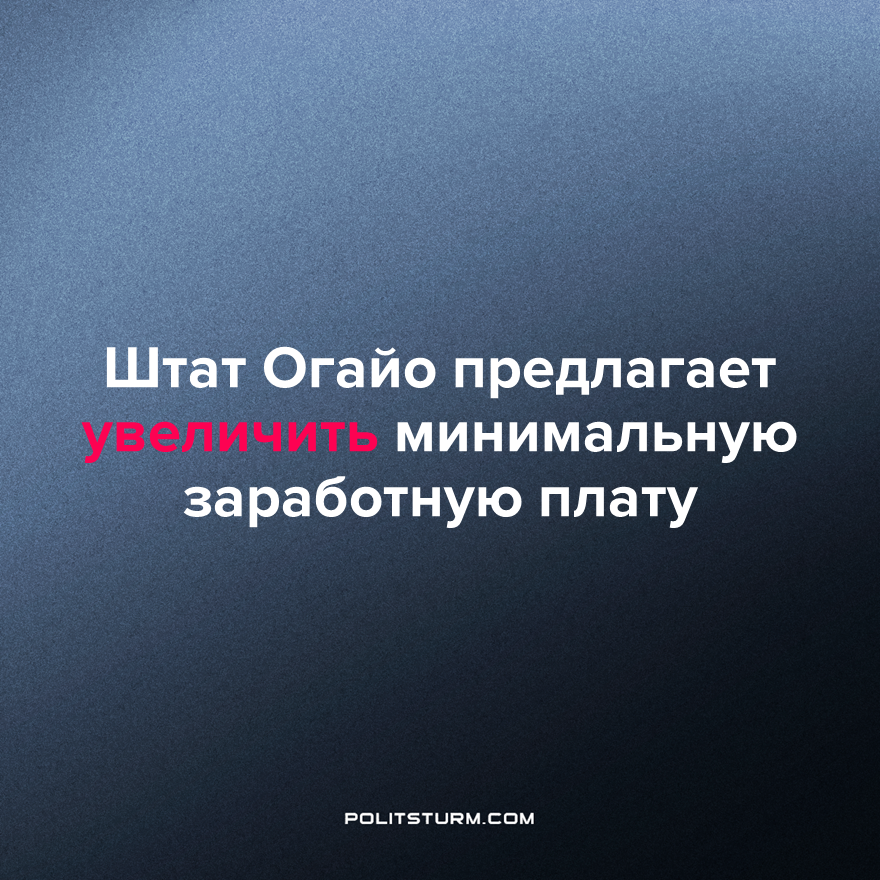 Штат Огайо предлагает
увеличить минимальную
заработную плату
POLITSTURM.COM